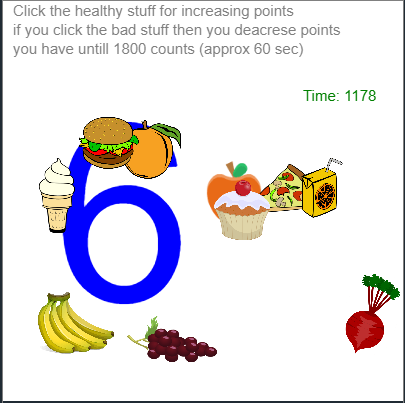 Click the healthy stuff for increasing points
if you click the bad stuff then you deacrese points
you have untill 1800 counts (approx 60 sec)
Time: 1178
6